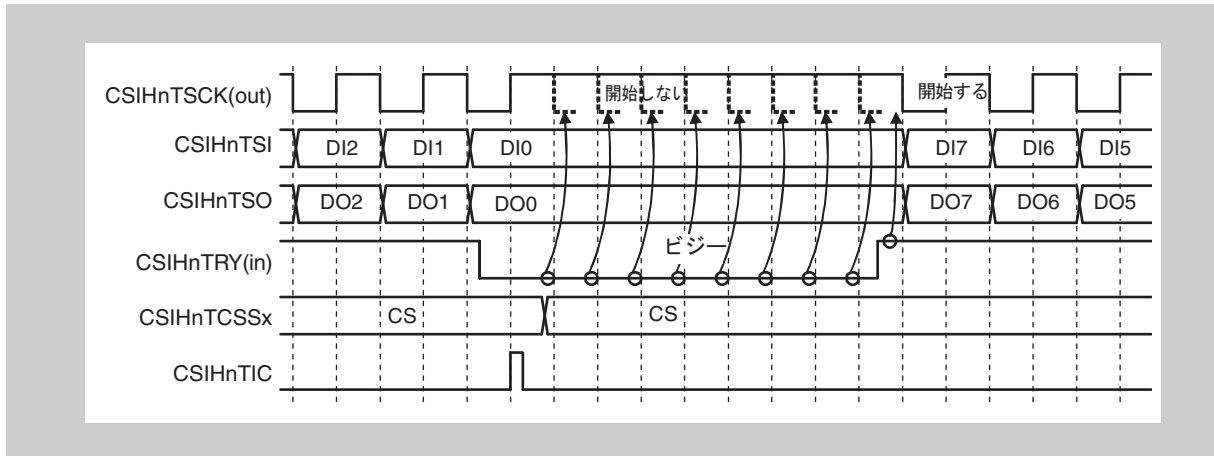 CSIHnTSCK(out) 開始しない 開始する
CSIHnTSI DI2 DI1 DI0 DI7 DI6 DI5
CSIHnTSO DO2 DO1 DO0 DO7 DO6 DO5
ビジー
CSIHnTRY(in)
CSIHnTCSSx CS CS
CSIHnTIC